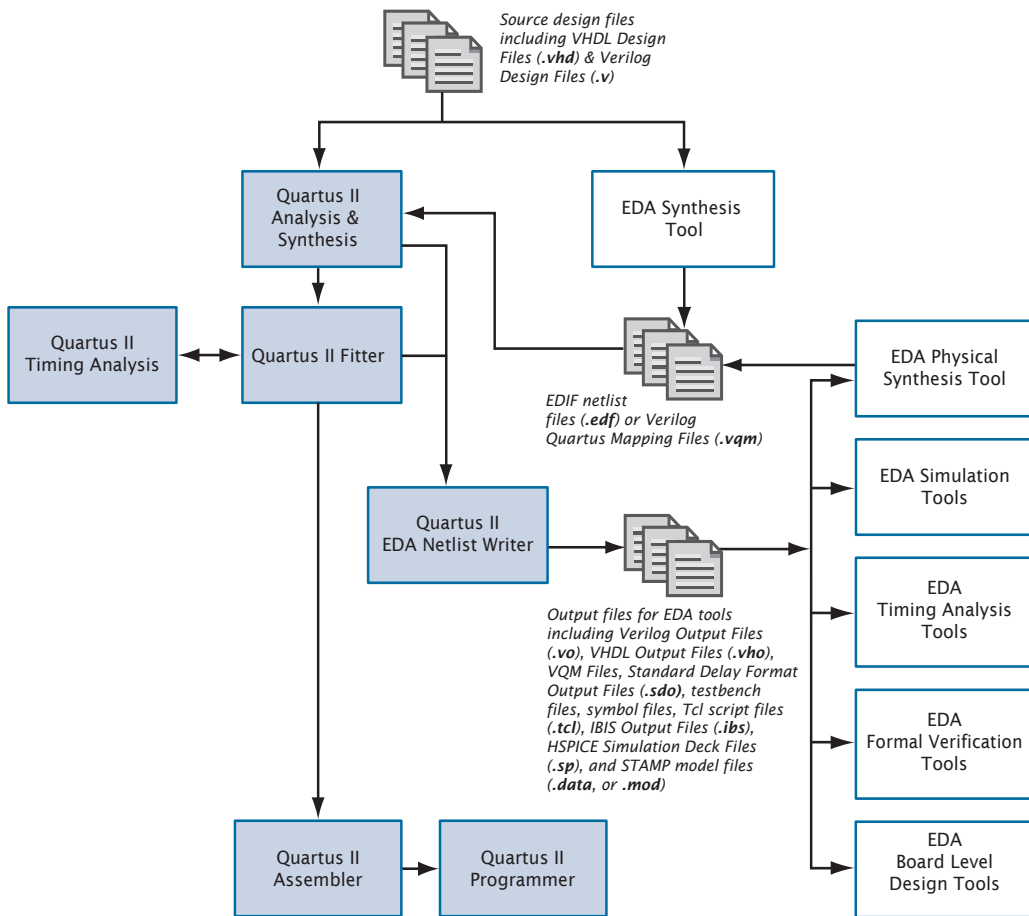 Source design files
including VHDL Design
Files (.vhd) & Verilog
Design Files (.v)
Quartus II
Analysis &
Synthesis
EDA Synthesis
Tool
Quartus II
Timing Analysis
Quartus II Fitter
EDA Physical
Synthesis Tool
EDIF netlist
files (.edf) or Verilog
Quartus Mapping Files (.vqm)
EDA Simulation
Tools
Quartus II
EDA Netlist Writer
Output files for EDA tools
including Verilog Output Files
(.vo), VHDL Output Files (.vho),
VQM Files, Standard Delay Format
Output Files (.sdo), testbench
files, symbol files, Tcl script files
(.tcl), IBIS Output Files (.ibs),
HSPICE Simulation Deck Files
(.sp), and STAMP model files
(.data, or .mod)
EDA
Timing Analysis
Tools
EDA
Formal Verification
Tools
EDA
Board Level
Design Tools
Quartus II
Assembler
Quartus II
Programmer